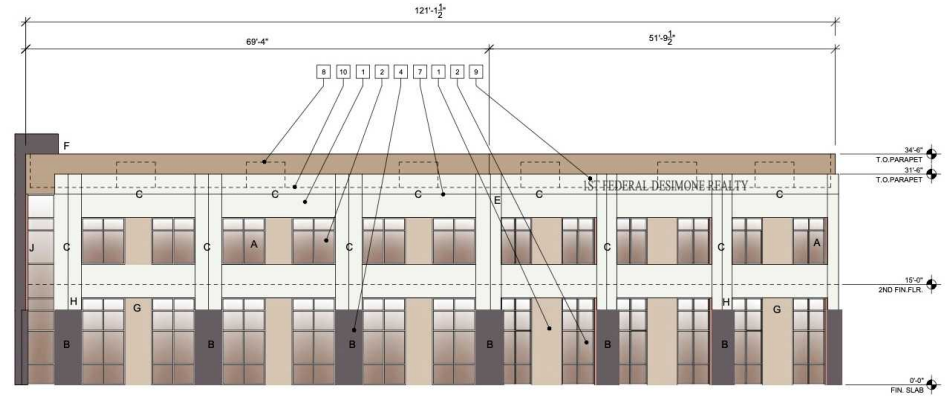 121'-1 1/2"
69'-4" 51'-9 1/2"
8 10 1 2 4 7 1 2 9
F
34'-6"
T.O.PARAPET
31'-6"
T.O.PARAPET
1ST FEDERAL DESIMONE REALTY
C C C C C C
E
J C A C C C C A
15'-0"
2ND FIN.FLR.
H H
G G
B B B B B B
0'-0"
FIN. SLAB